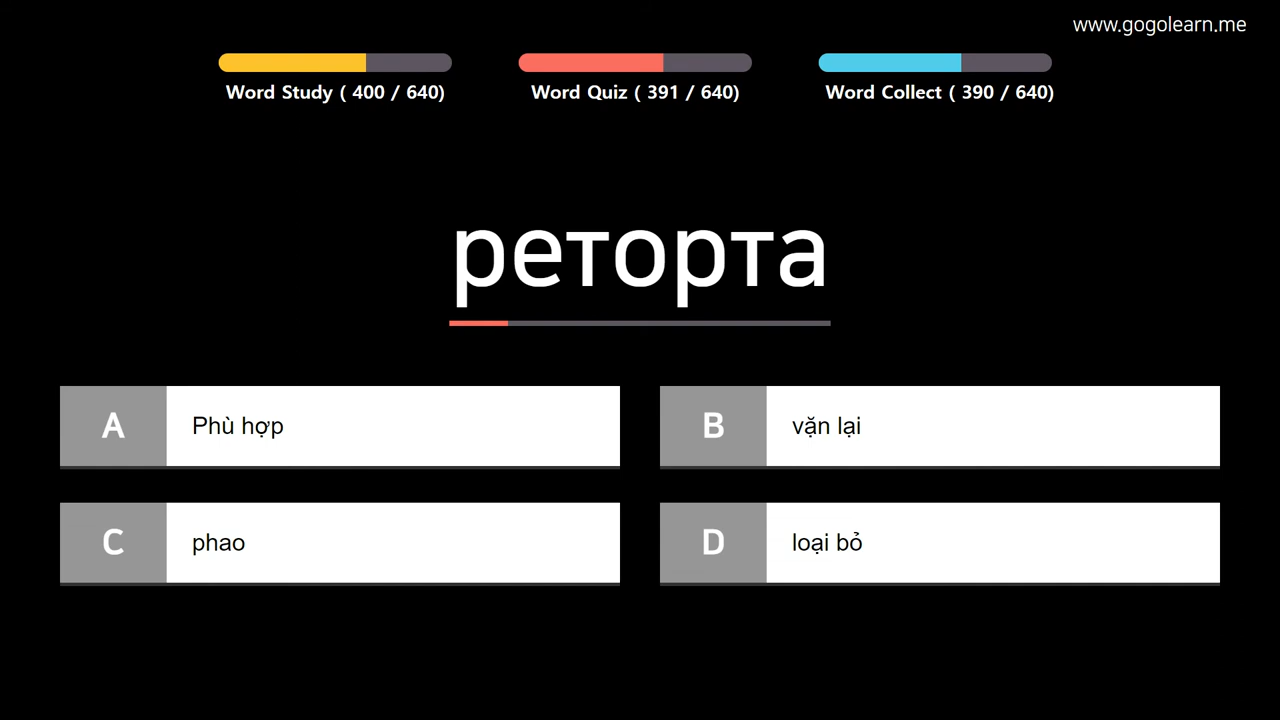 www.gogolearn.me
Word Study ( 400 / 640)
Word Quiz ( 391 / 640)
Word Collect ( 390 / 640)
реторта
A Phù hợp
B vặn lại
C phao
D loại bỏ